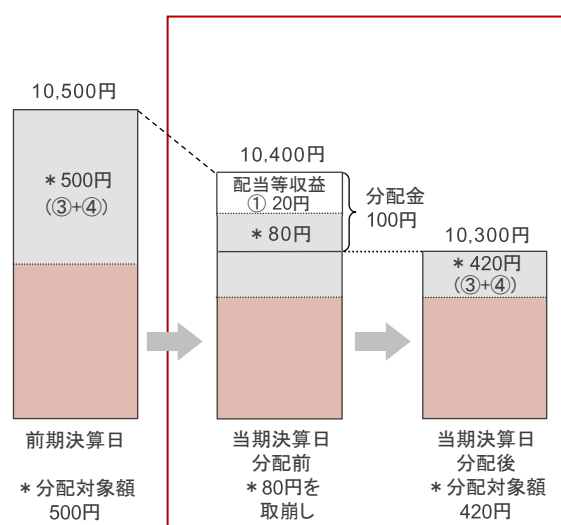 10,500円
＊500円
(③+④)
10,400円
配当等収益
① 20円
＊80円
分配金
100円
10,300円
＊420円
(③+④)
前期決算日
＊分配対象額
500円
当期決算日
分配前
＊80円を
取崩し
当期決算日
分配後
＊分配対象額
420円